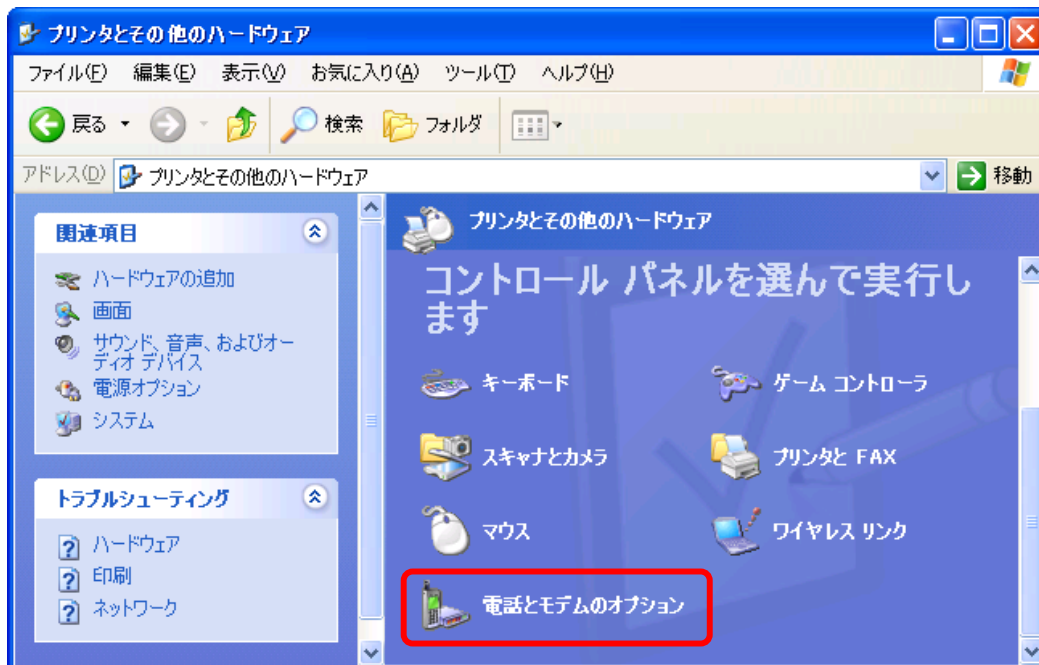 プリンタとその他のハードウェア
ファイル(F) 編集(E) 表示(V) お気に入り(A) ツール(T) ヘルプ(H)
戻る 検索 フォルダ
アドレス(D) プリンタとその他のハードウェア 移動
関連項目
ハードウェアの追加
画面
サウンド、音声、およびオー
ディオ デバイス
電源オプション
システム
トラブルシューティング
ハードウェア
印刷
ネットワーク
プリンタとその他のハードウェア
コントロール パネルを選んで実行し
ます
キーボード ゲーム コントローラ
スキャナとカメラ プリンタと FAX
マウス ワイヤレス リンク
電話とモデムのオプション